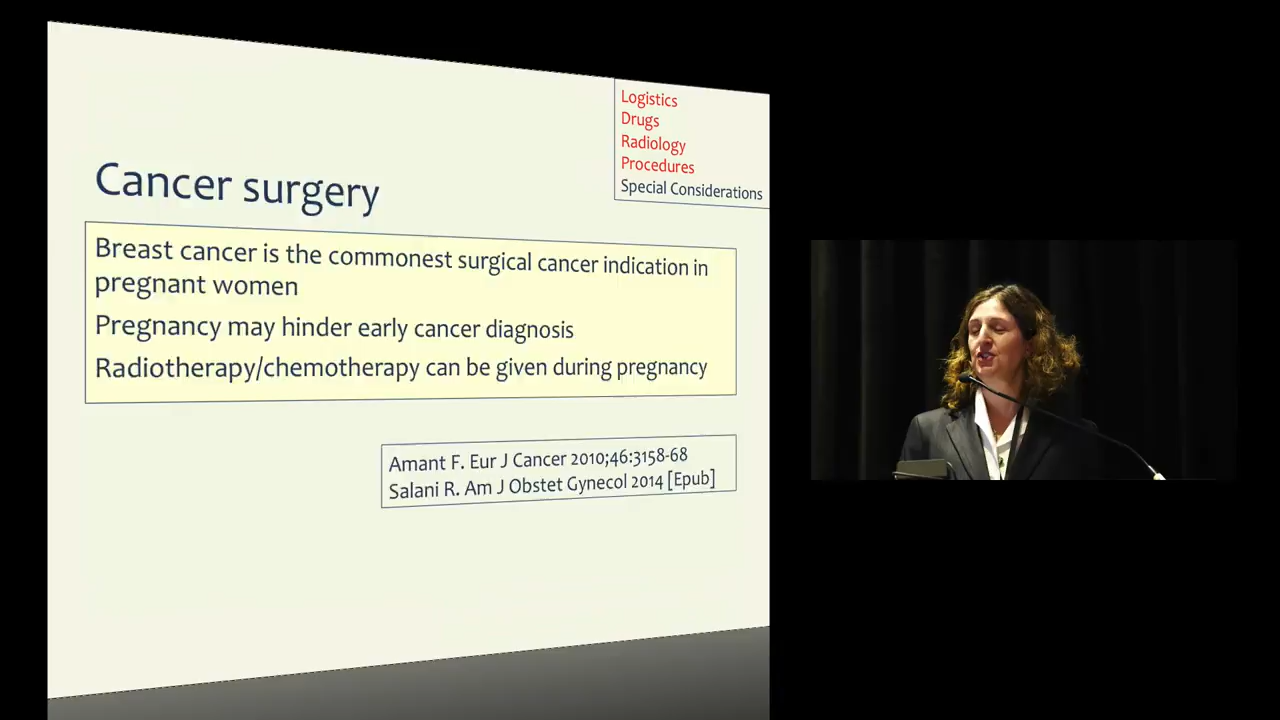 Logistics
Drugs
Radiology
Procedures
Special Considerations
Cancer surgery
Breast cancer is the commonest surgical cancer indication in
pregnant women
Pregnancy may hinder early cancer diagnosis
Radiotherapy/chemotherapy can be given during pregnancy
Amant F. Eur J Cancer 2010;46:3158-68
Salani R. Am J Obstet Gynecol 2014 [Epub]